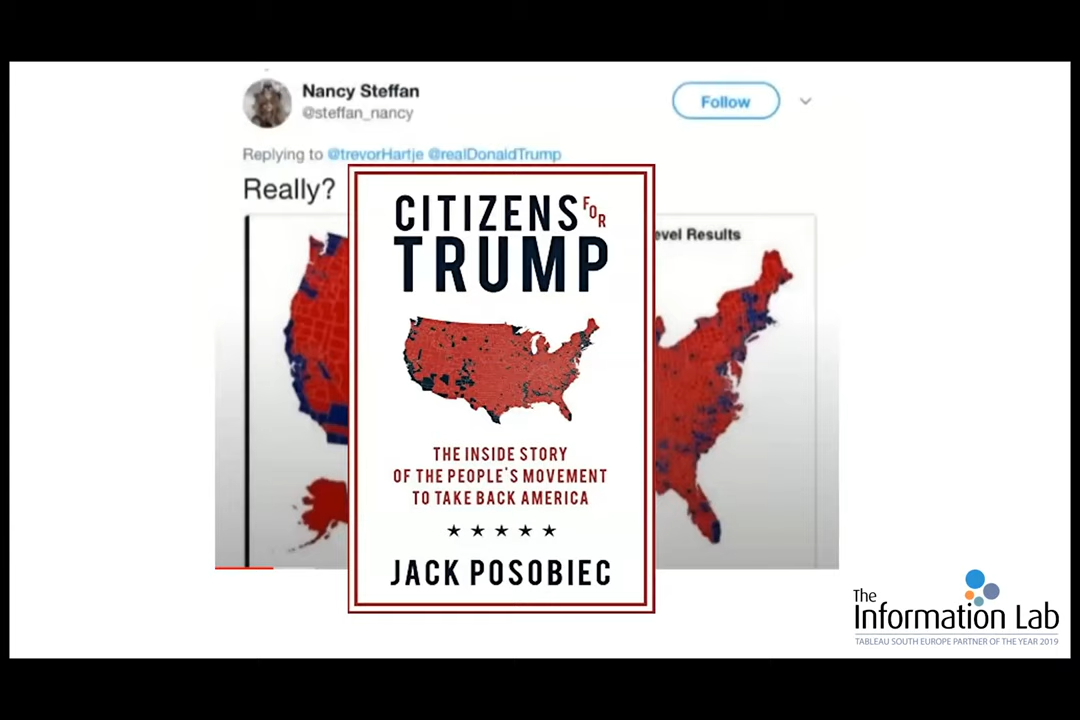 Nancy Steffan
@steffan_nancy
Follow
Replying to @trevorHartje @realDonaldTrump
Really?
evel Results
CITIZENS FOR
TRUMP
THE INSIDE STORY
OF THE PEOPLE'S MOVEMENT
TO TAKE BACK AMERICA
JACK POSOBIEC
The
Information Lab
TABLEAU SOUTH EUROPE PARTNER OF THE YEAR 2019